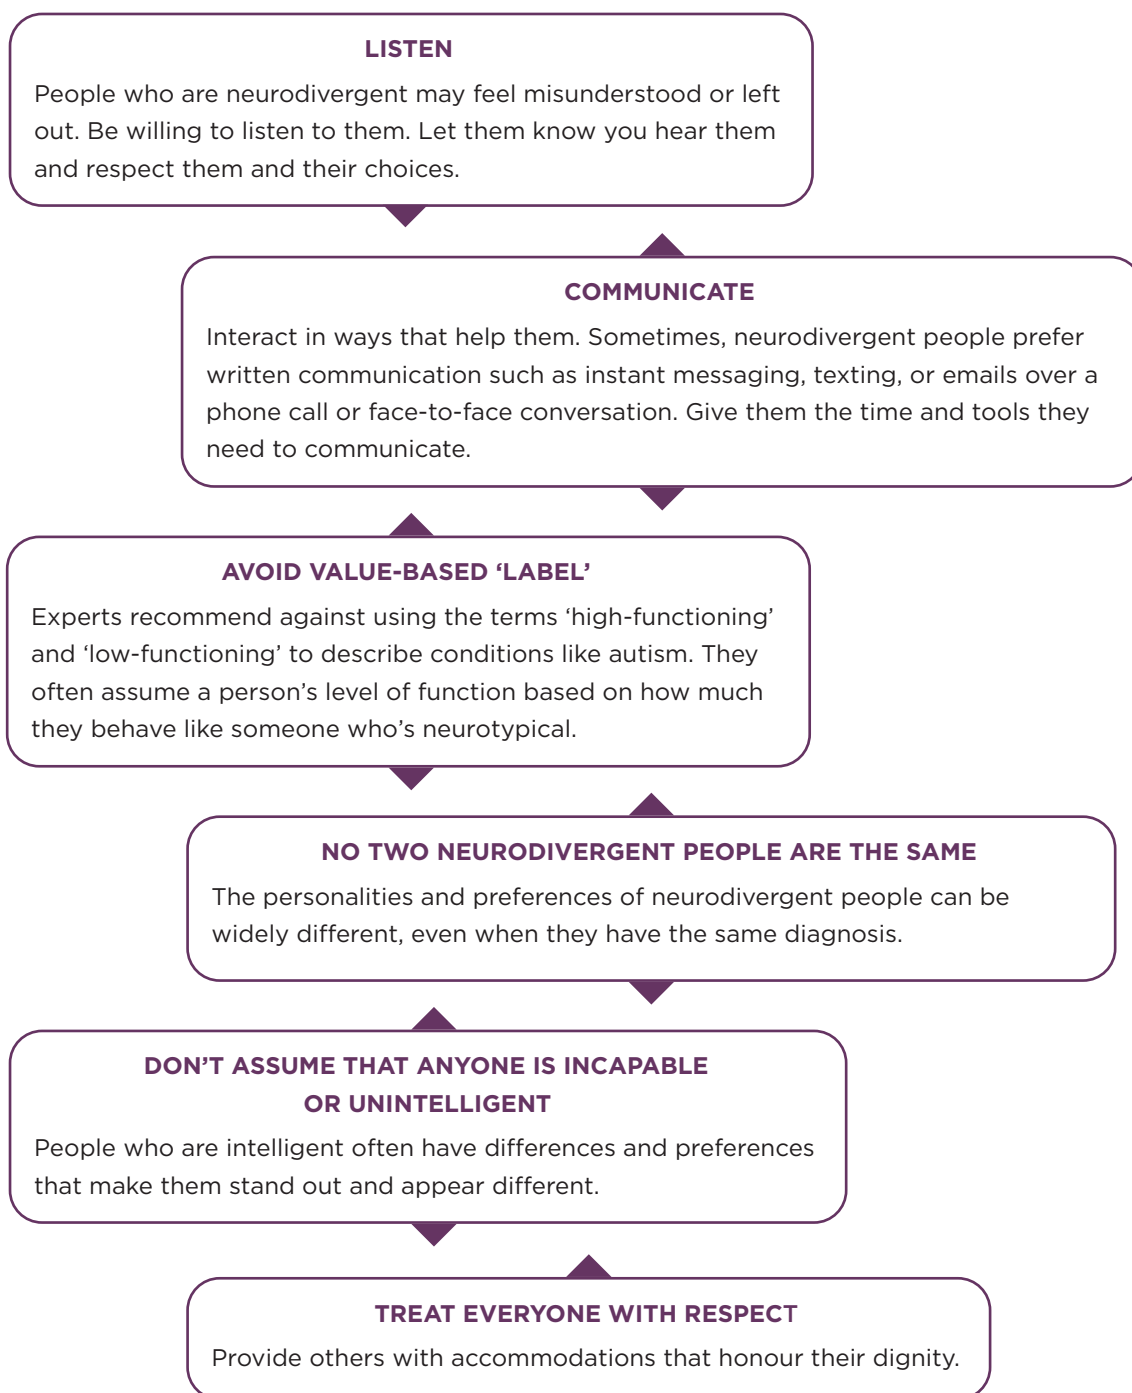 LISTEN
People who are neurodivergent may feel misunderstood or left
out. Be willing to listen to them. Let them know you hear them
and respect them and their choices.
COMMUNICATE
Interact in ways that help them. Sometimes, neurodivergent people prefer
written communication such as instant messaging, texting, or emails over a
phone call or face-to-face conversation. Give them the time and tools they
need to communicate.
AVOID VALUE-BASED ‘LABEL’
Experts recommend against using the terms ‘high-functioning’
and ‘low-functioning’ to describe conditions like autism. They
often assume a person’s level of function based on how much
they behave like someone who’s neurotypical.
NO TWO NEURODIVERGENT PEOPLE ARE THE SAME
The personalities and preferences of neurodivergent people can be
widely different, even when they have the same diagnosis.
DON’T ASSUME THAT ANYONE IS INCAPABLE
OR UNINTELLIGENT
People who are intelligent often have differences and preferences
that make them stand out and appear different.
TREAT EVERYONE WITH RESPECT
Provide others with accommodations that honour their dignity.